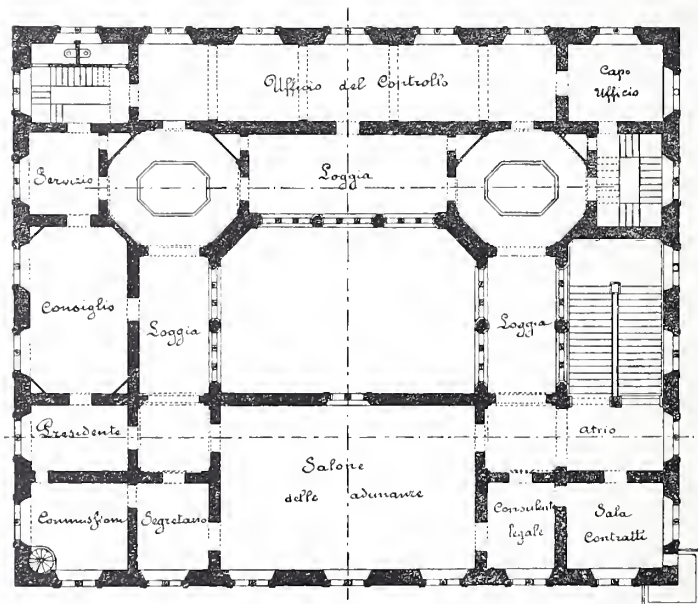 Ufficio del Controllo
Capo
Ufficio
Servizio
Loggia
Consiglio
Loggia
Loggia
Presidente
Atrio
Salone
delle adunanze
Commissioni
Segretario
Consulente
legale
Sala
Contratti